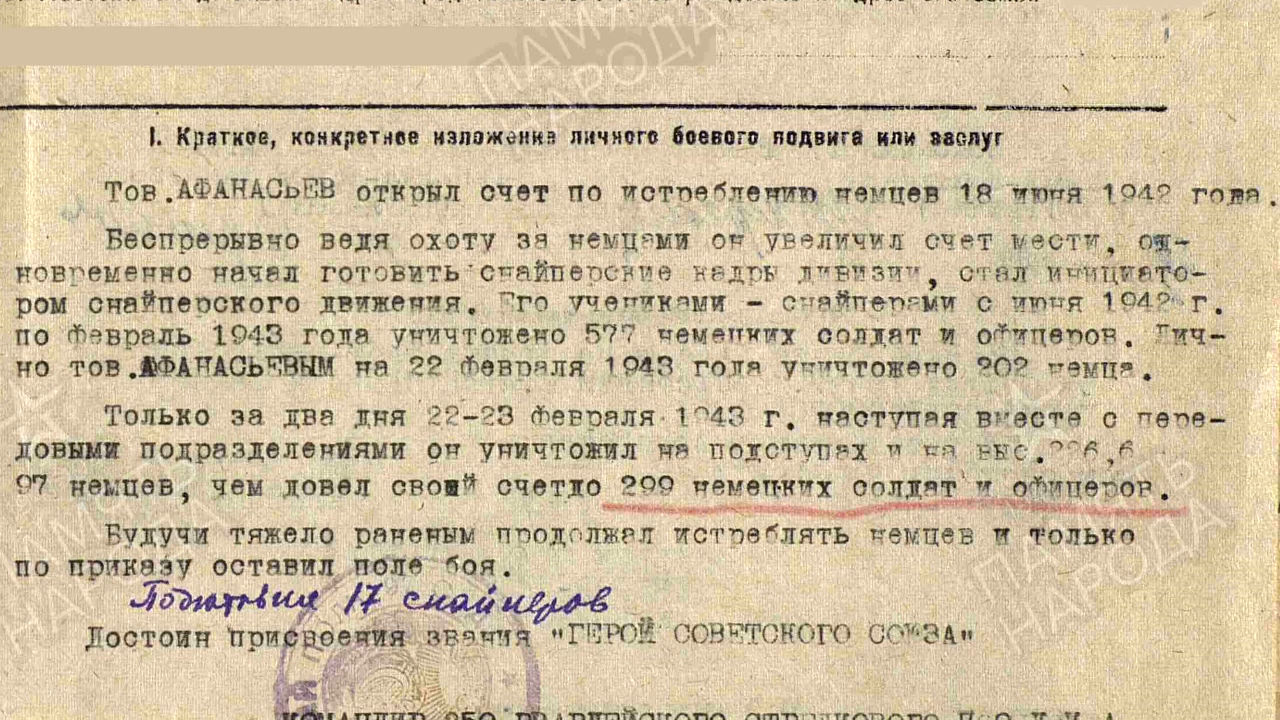 I. Краткое, конкретное изложение личного боевого подвига или заслуг
Тов.АФАНАСЬЕВ открыл счет по истреблению немцев 18 июня 1942 года.
Беспрерывно ведя охоту за немцами он увеличил счет мести, од-
новременно начал готовить снайперские кадры дивизии, стал инициато-
ром снайперского движения. Его учениками - снайперами с июня 1942 г.
по февраль 1943 года уничтожено 577 немецких солдат и офицеров. Лич-
но тов.АФАНАСЬЕВЫМ на 22 февраля 1943 года уничтожено 202 немца.
Только за два дня 22-23 февраля 1943 г. наступая вместе с пере-
довыми подразделениями он уничтожил на подступах и на выс.
97 немцев, чем довел свой счетдо 299 немецких солдат и офицеров.
Будучи тяжело раненым продолжал истреблять немцев и только
по приказу оставил поле боя.
Подготовил 17 снайперов
Достоин присвоения звания "ГЕРОЙ СОВЕТСКОГО СОЮЗА"
ПАМЯТЬ НАРОДА